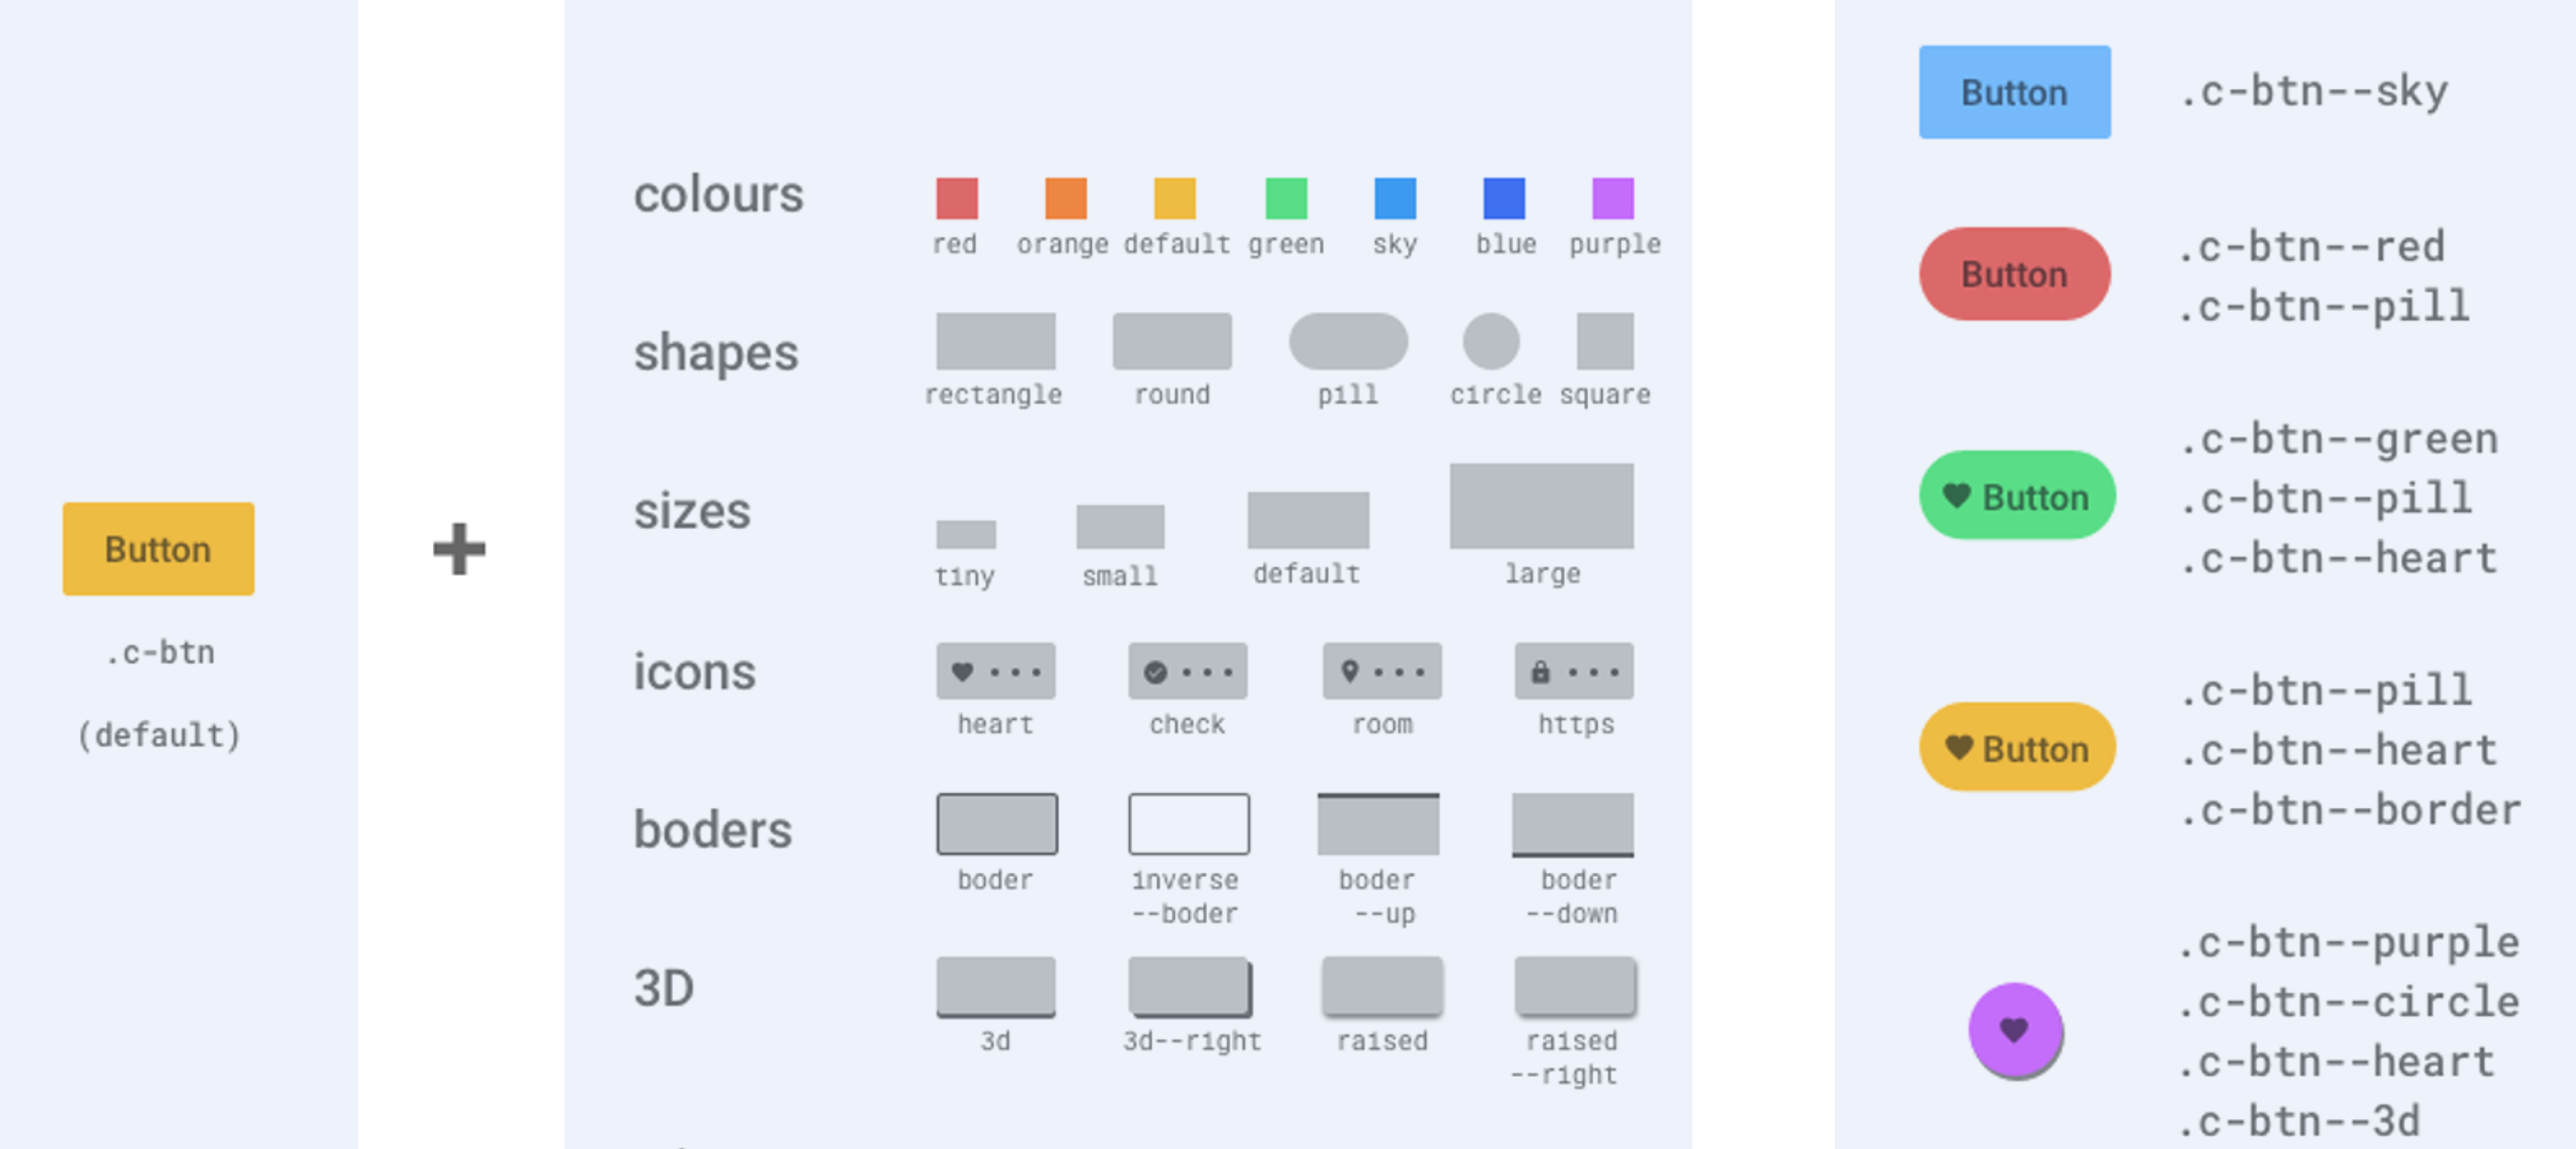 Button
.c-btn
(default)
colours
red orange default green sky blue purple
shapes
rectangle round pill circle square
sizes
tiny small default large
icons
heart check room https
boders
boder inverse boder boder
--boder --up --down
3D
3d 3d--right raised raised
--right
Button .c-btn--sky
Button .c-btn--red
.c-btn--pill
Button .c-btn--green
.c-btn--pill
.c-btn--heart
Button .c-btn--pill
.c-btn--heart
.c-btn--border
.c-btn--purple
.c-btn--circle
.c-btn--heart
.c-btn--3d